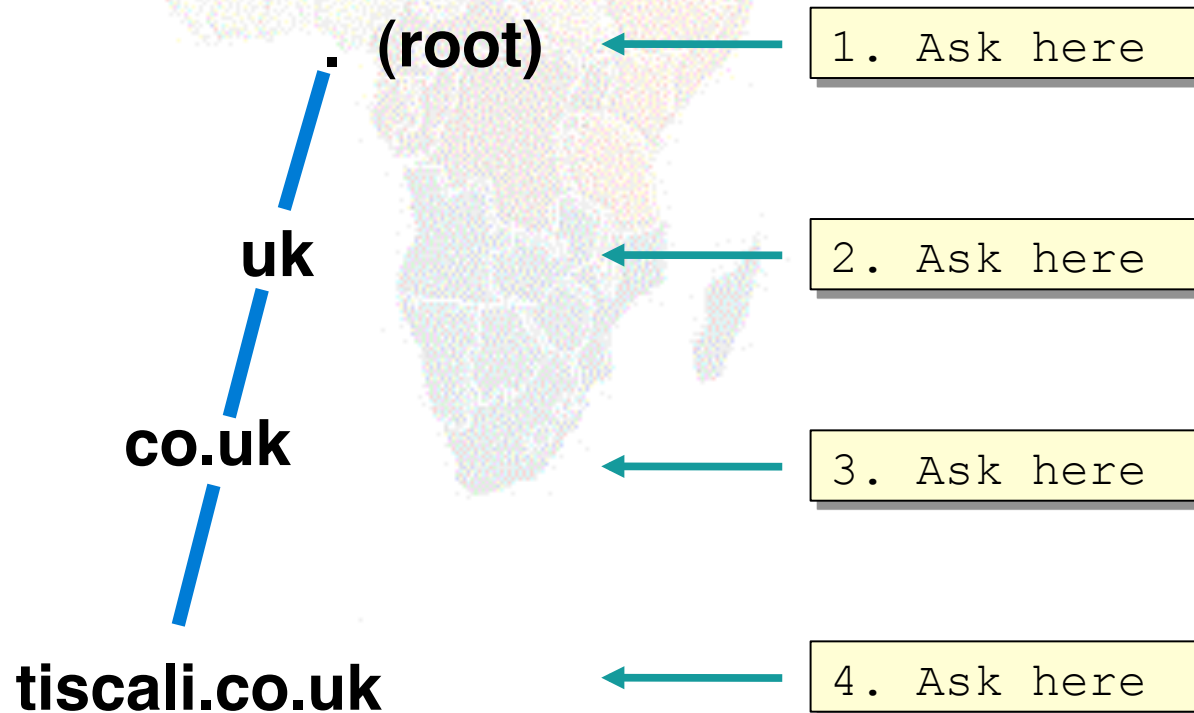 . (root)
1. Ask here
uk
2. Ask here
co.uk
3. Ask here
tiscali.co.uk
4. Ask here